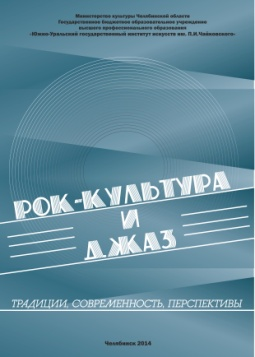 Министерство культуры Челябинской области
Государственное бюджетное образовательное учреждение
высшего профессионального образования
«Южно-Уральский государственный институт искусств им. П.И.Чайковского»
РОК-КУЛЬТУРА
И
ДЖАЗ
ТРАДИЦИИ, СОВРЕМЕННОСТЬ, ПЕРСПЕКТИВЫ
Челябинск 2014